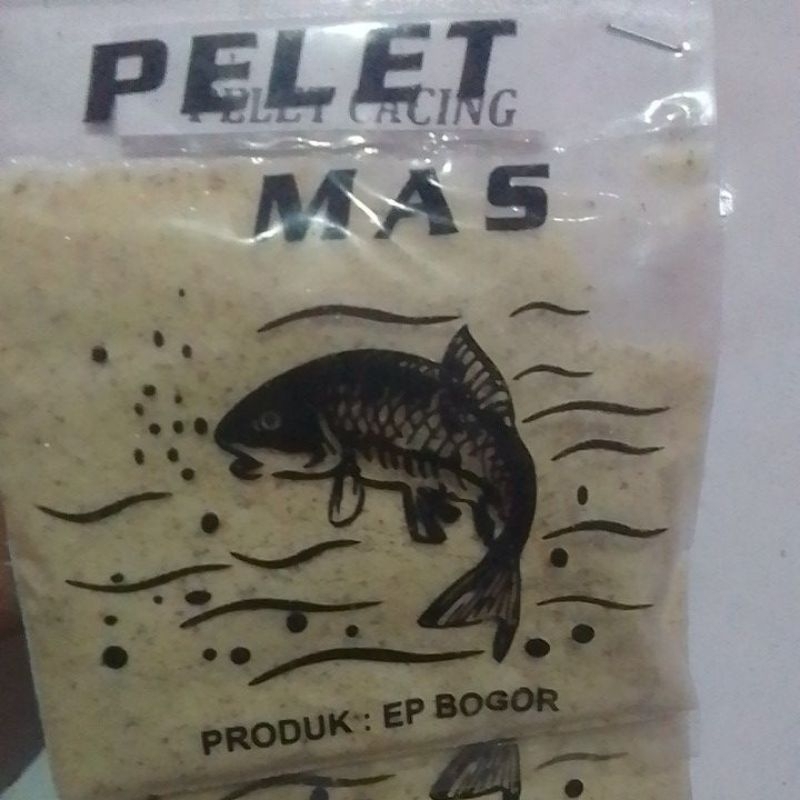 PELET
PELET CACING
MAS
PRODUK : EP BOGOR